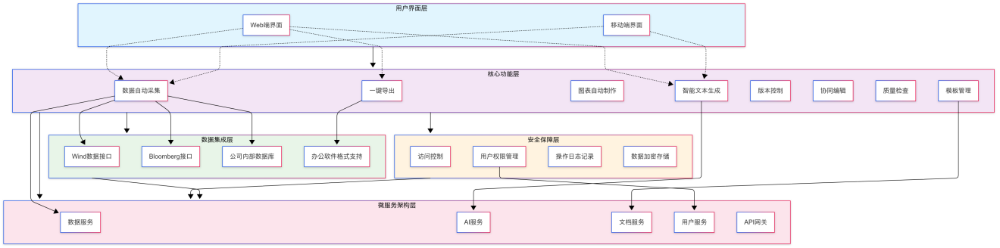 用户界面层
Web端界面
移动端界面
核心功能层
数据自动采集
一键导出
图表自动制作
智能文本生成
版本控制
协同编辑
质量检查
模板管理
数据集成层
Wind数据接口
Bloomberg接口
公司内部数据库
办公软件格式支持
安全保障层
访问控制
用户权限管理
操作日志记录
数据加密存储
微服务架构层
数据服务
AI服务
文档服务
用户服务
API网关